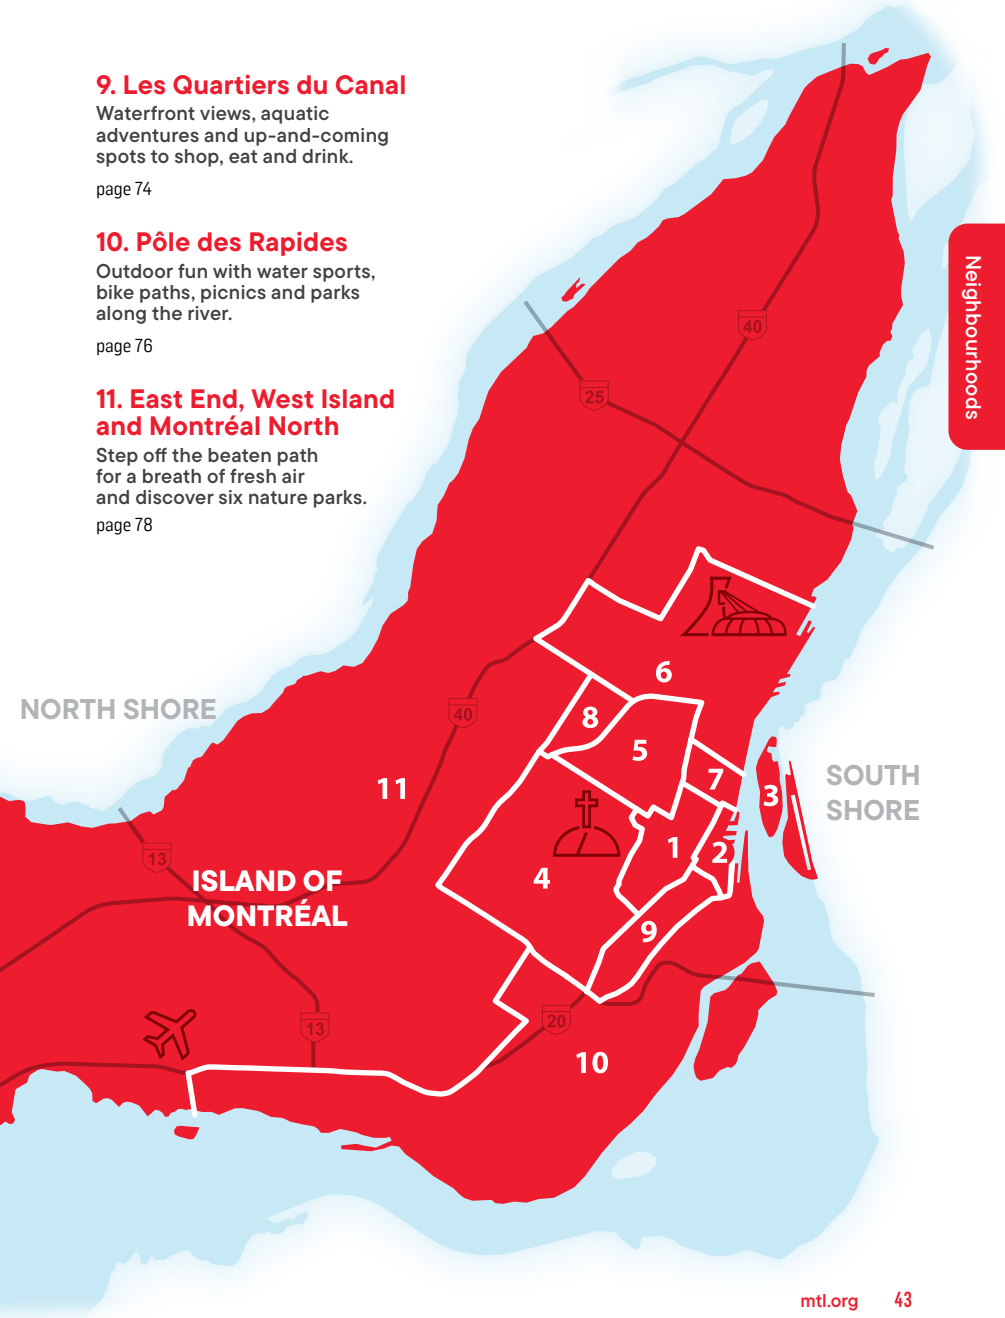 9. Les Quartiers du Canal
Waterfront views, aquatic
adventures and up-and-coming
spots to shop, eat and drink.
page 74
10. Pôle des Rapides
Outdoor fun with water sports,
bike paths, picnics and parks
along the river.
page 76
11. East End, West Island
and Montréal North
Step off the beaten path
for a breath of fresh air
and discover six nature parks.
page 78
Neighbourhoods
40
25
6
NORTH SHORE
40
8
5
11
7
3
SOUTH
SHORE
13
1
2
4
ISLAND OF
MONTRÉAL
9
13
20
10
mtl.org
43